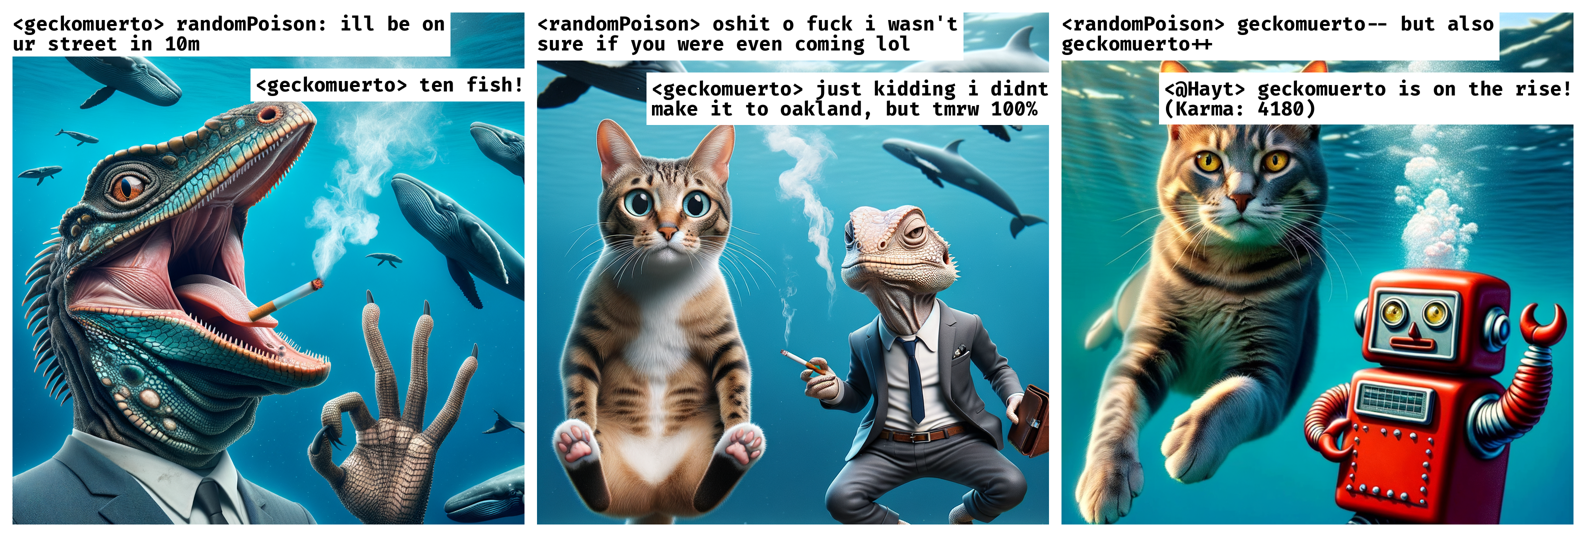 <geckomuerto> randomPoison: ill be on
ur street in 10m
<geckomuerto> ten fish!
<randomPoison> oshit o fuck i wasn't
sure if you were even coming lol
<geckomuerto> just kidding i didnt
make it to oakland, but tmrw 100%
<randomPoison> geckomuerto-- but also
geckomuerto++
<@Hayt> geckomuerto is on the rise!
(Karma: 4180)